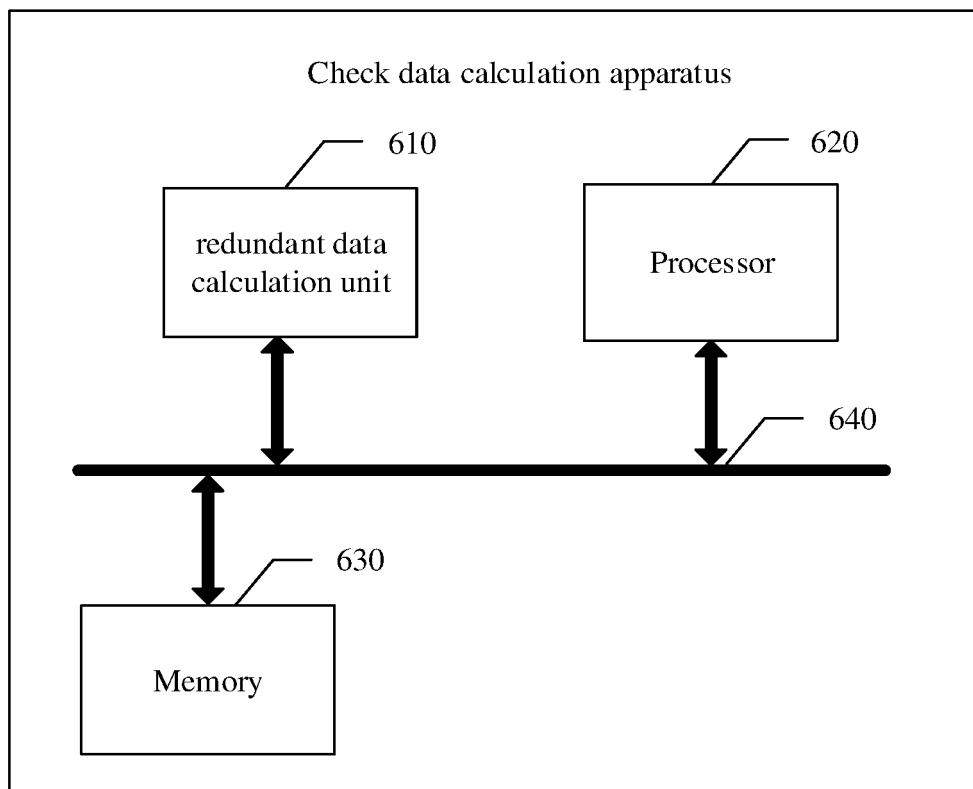 Check data calculation apparatus
610
620
redundant data
calculation unit
Processor
640
630
Memory